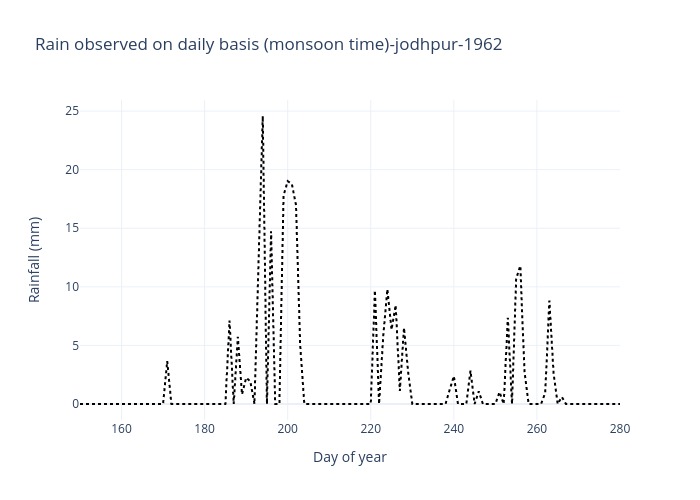 Rain observed on daily basis (monsoon time)-jodhpur-1962
25
20
15
10
5
0
Rainfall (mm)
160 180 200 220 240 260 280
Day of year